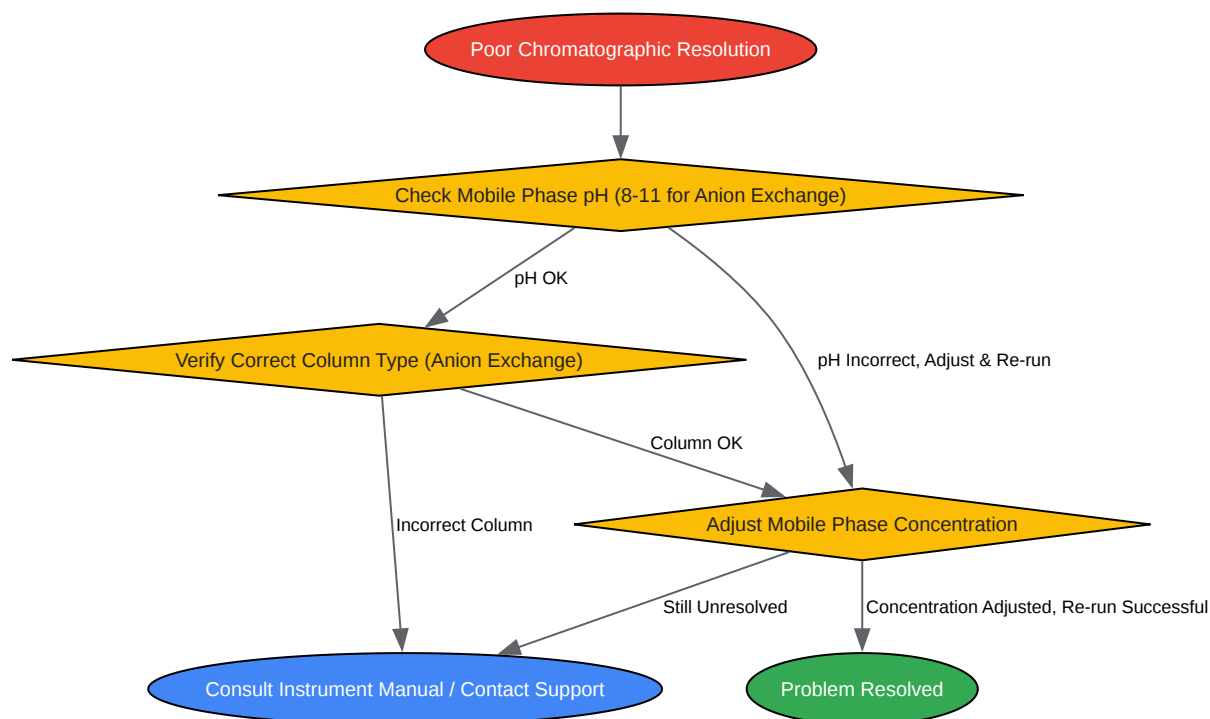 Poor Chromatographic Resolution
Check Mobile Phase pH (8-11 for Anion Exchange)
pH OK
Verify Correct Column Type (Anion Exchange)
pH Incorrect, Adjust & Re-run
Column OK
Incorrect Column
Adjust Mobile Phase Concentration
Still Unresolved
Concentration Adjusted, Re-run Successful
Consult Instrument Manual / Contact Support
Problem Resolved